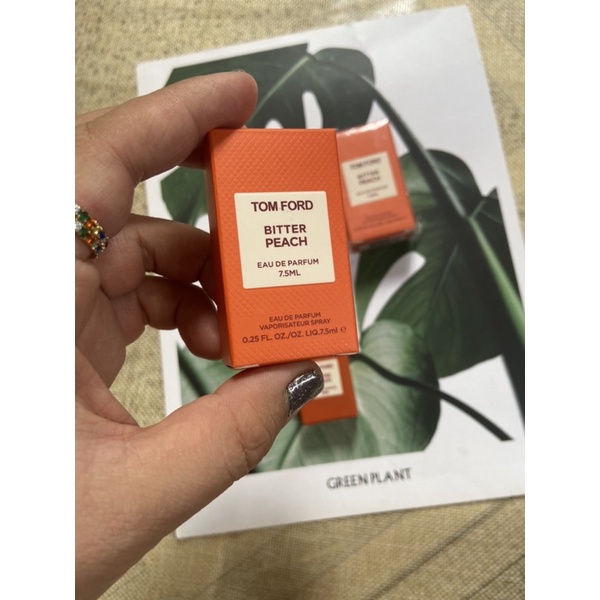 TOM FORD
BITTER
PEACH
EAU DE PARFUM
7.5ML
EAU DE PARFUM
VAPORISATEUR SPRAY
0.25 FL. OZ./OZ. LIQ.7.5ml e
TOM FORD
BITTER
PEACH
GREEN PLANT